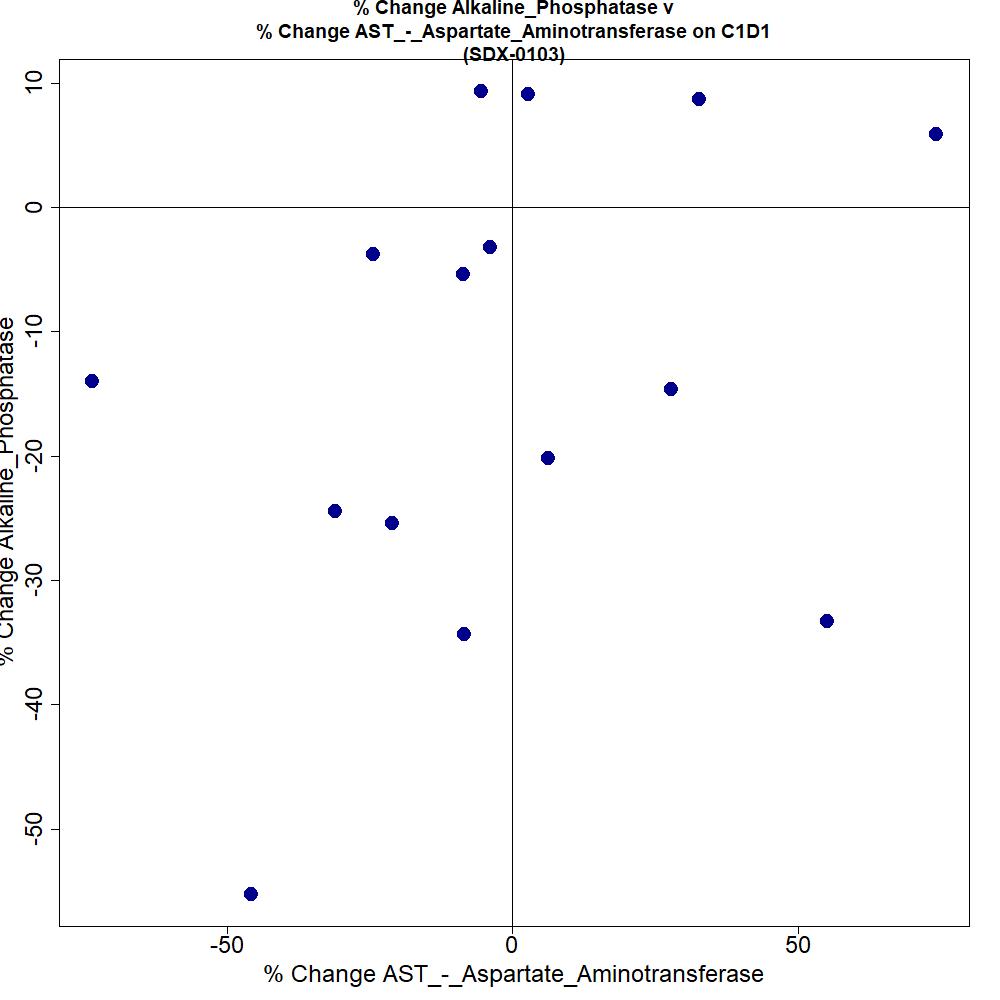 % Change Alkaline_Phosphatase v
% Change AST_-_Aspartate_Aminotransferase on C1D1
(SDX-0103)
% Change Alkaline_Phosphatase
10
0
-10
-20
-30
-40
-50
-50
0
50
% Change AST_-_Aspartate_Aminotransferase